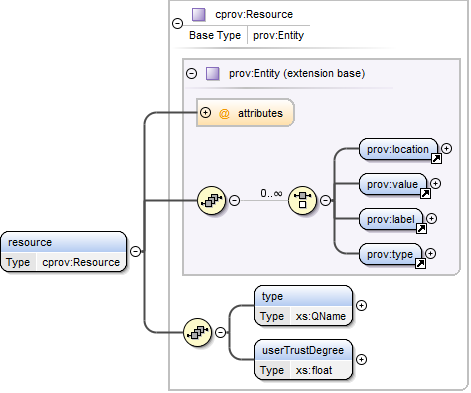 cprov:Resource
Base Type prov:Entity
prov:Entity (extension base)
@ attributes
prov:location
0..∞
prov:value
prov:label
prov:type
resource
Type cprov:Resource
type
Type xs:QName
userTrustDegree
Type xs:float